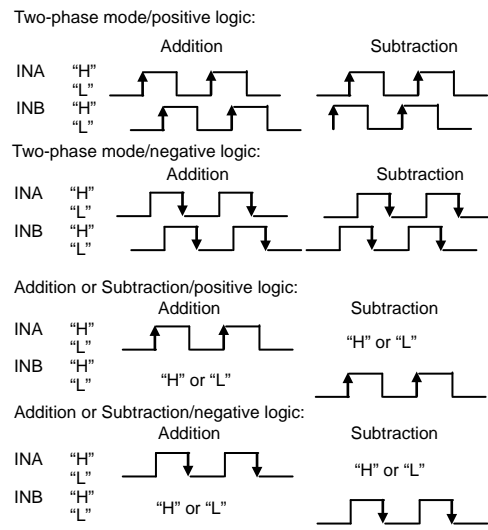 Two-phase mode/positive logic:
Addition Subtraction
INA “H”
“L”
INB “H”
“L”
Two-phase mode/negative logic:
Addition Subtraction
INA “H”
“L”
INB “H”
“L”
Addition or Subtraction/positive logic:
Addition Subtraction
INA “H”
“L” “H” or “L”
INB “H”
“L” “H” or “L”
Addition or Subtraction/negative logic:
Addition Subtraction
INA “H” “H” or “L”
“L”
INB “H” “H” or “L”
“L”